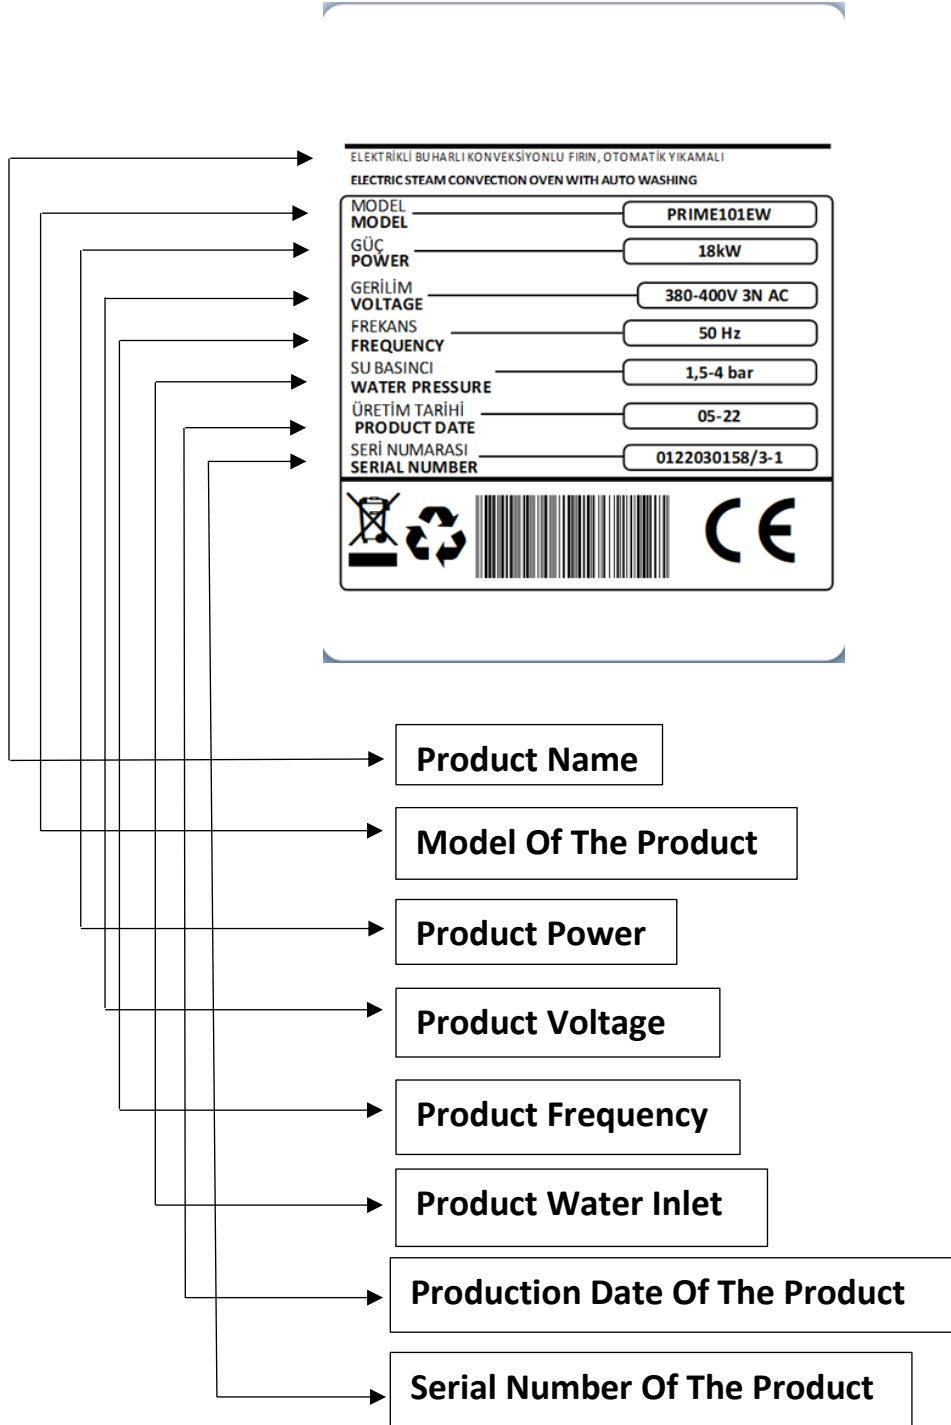 ELEKTRİKLİ BUHARLI KONVEKSİYONLU FIRIN, OTOMATİK YIKAMALI
ELECTRIC STEAM CONVECTION OVEN WITH AUTO WASHING
MODEL
MODEL
PRIME101EW
GÜÇ
POWER
18kW
GERİLİM
VOLTAGE
380-400V 3N AC
FREKANS
FREQUENCY
50 Hz
SU BASINCI
WATER PRESSURE
1,5-4 bar
ÜRETİM TARİHİ
PRODUCT DATE
05-22
SERİ NUMARASI
SERIAL NUMBER
0122030158/3-1
CE
Product Name
Model Of The Product
Product Power
Product Voltage
Product Frequency
Product Water Inlet
Production Date Of The Product
Serial Number Of The Product